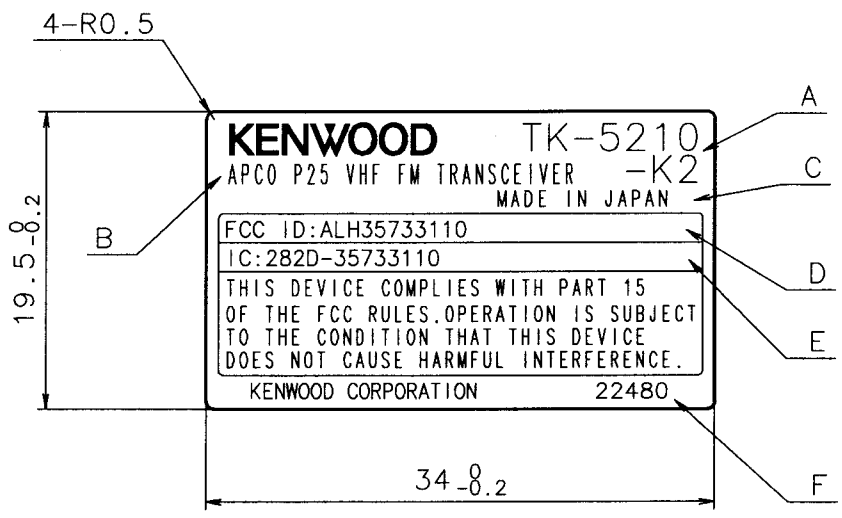 4-R0.5
KENWOOD TK-5210
-K2
APCO P25 VHF FM TRANSCEIVER
MADE IN JAPAN
FCC ID:ALH35733110
IC:282D-35733110
THIS DEVICE COMPLIES WITH PART 15
OF THE FCC RULES.OPERATION IS SUBJECT
TO THE CONDITION THAT THIS DEVICE
DOES NOT CAUSE HARMFUL INTERFERENCE.
KENWOOD CORPORATION 22480
A
C
B
D
E
F
19.5 0 -0.2
34 0 -0.2